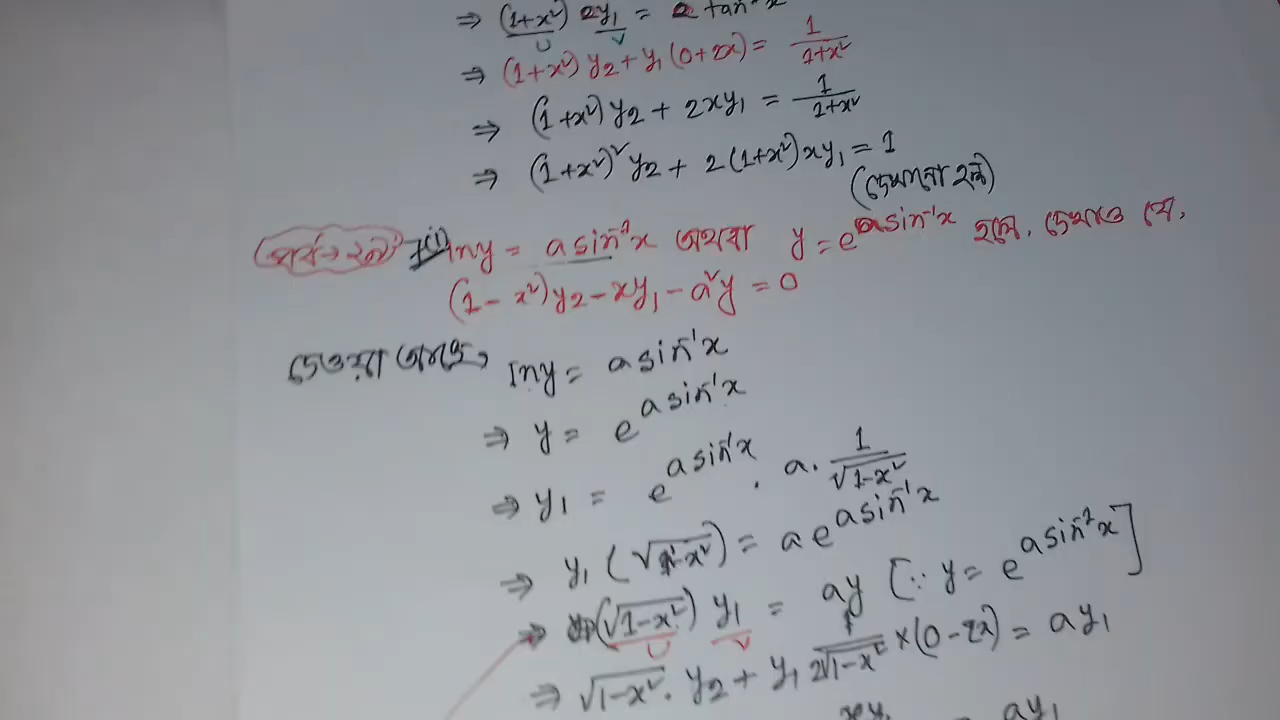 ⇒ (1+x²) 2y₁ = 2 tan⁻¹x
u v
⇒ (1+x²) y₂ + y₁ (0+2x) = 1/(1+x²)
⇒ (1+x²) y₂ + 2xy₁ = 1/(1+x²)
⇒ (1+x²)² y₂ + 2(1+x²) xy₁ = 1
(দেখানো হলো)
(i) lny = a sin⁻¹x অথবা y = e^(a sin⁻¹x) হলে, দেখাও যে,
(1-x²)y₂ - xy₁ - a²y = 0
দেওয়া আছে, lny = a sin⁻¹x
⇒ y = e^(a sin⁻¹x)
⇒ y₁ = e^(a sin⁻¹x) . a. 1/√(1-x²)
⇒ y₁ (√(1-x²)) = a e^(a sin⁻¹x)
⇒ (√(1-x²)) y₁ = ay [∵ y = e^(a sin⁻¹x)]
u v
⇒ √(1-x²) . y₂ + y₁ 1/(2√(1-x²)) × (0-2x) = ay₁
xy₁ = ay₁